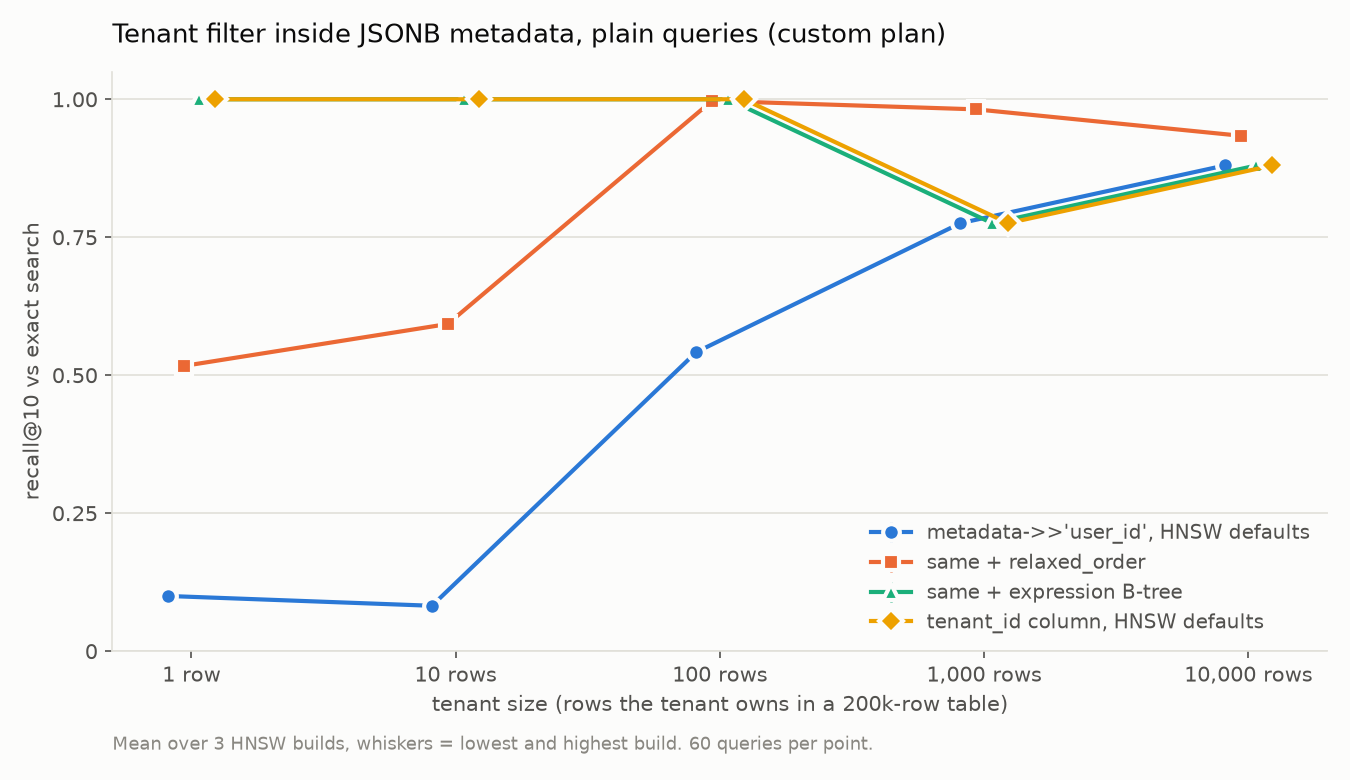 Tenant filter inside JSONB metadata, plain queries (custom plan)
recall@10 vs exact search
1.00
0.75
0.50
0.25
0
metadata->>'user_id', HNSW defaults
same + relaxed_order
same + expression B-tree
tenant_id column, HNSW defaults
1 row
10 rows
100 rows
1,000 rows
10,000 rows
tenant size (rows the tenant owns in a 200k-row table)
Mean over 3 HNSW builds, whiskers = lowest and highest build. 60 queries per point.